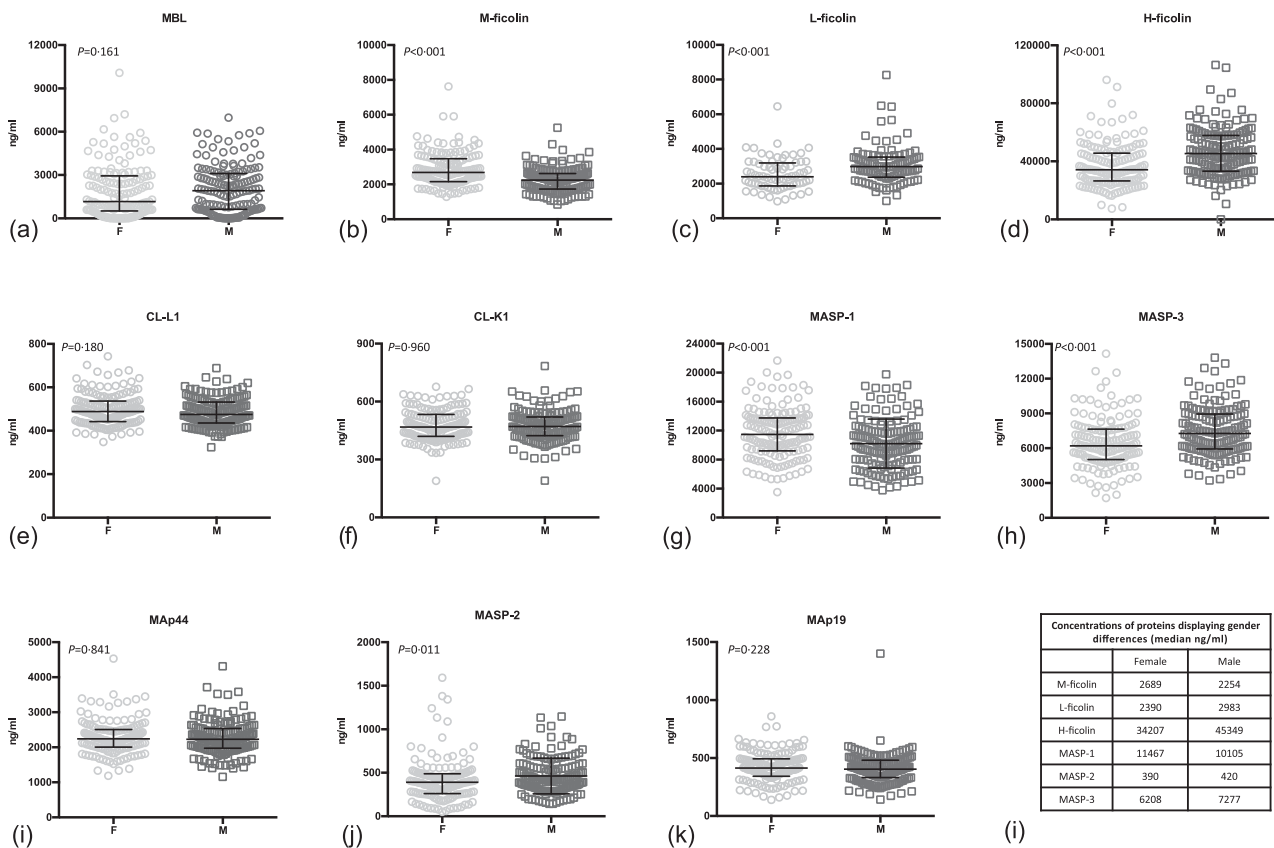 MBL
12000
9000
6000
3000
0
ng/ml
P=0·161
F
M
(a)
M-ficolin
10000
8000
6000
4000
2000
0
ng/ml
P<0·001
F
M
(b)
L-ficolin
10000
8000
6000
4000
2000
0
ng/ml
P<0·001
F
M
(c)
H-ficolin
120000
80000
40000
0
ng/ml
P<0·001
F
M
(d)
CL-L1
800
600
400
200
0
ng/ml
P=0·180
F
M
(e)
CL-K1
900
600
300
0
ng/ml
P=0·960
F
M
(f)
MASP-1
24000
20000
16000
12000
8000
4000
0
ng/ml
P<0·001
F
M
(g)
MASP-3
15000
12000
9000
6000
3000
0
ng/ml
P<0·001
F
M
(h)
MAp44
5000
4000
3000
2000
1000
0
ng/ml
P=0·841
F
M
(i)
MASP-2
2000
1500
1000
500
0
ng/ml
P=0·011
F
M
(j)
MAp19
1500
1000
500
0
ng/ml
P=0·228
F
M
(k)
Concentrations of proteins displaying gender
differences (median ng/ml)
Female Male
M-ficolin 2689 2254
L-ficolin 2390 2983
H-ficolin 34207 45349
MASP-1 11467 10105
MASP-2 390 420
MASP-3 6208 7277
(i)